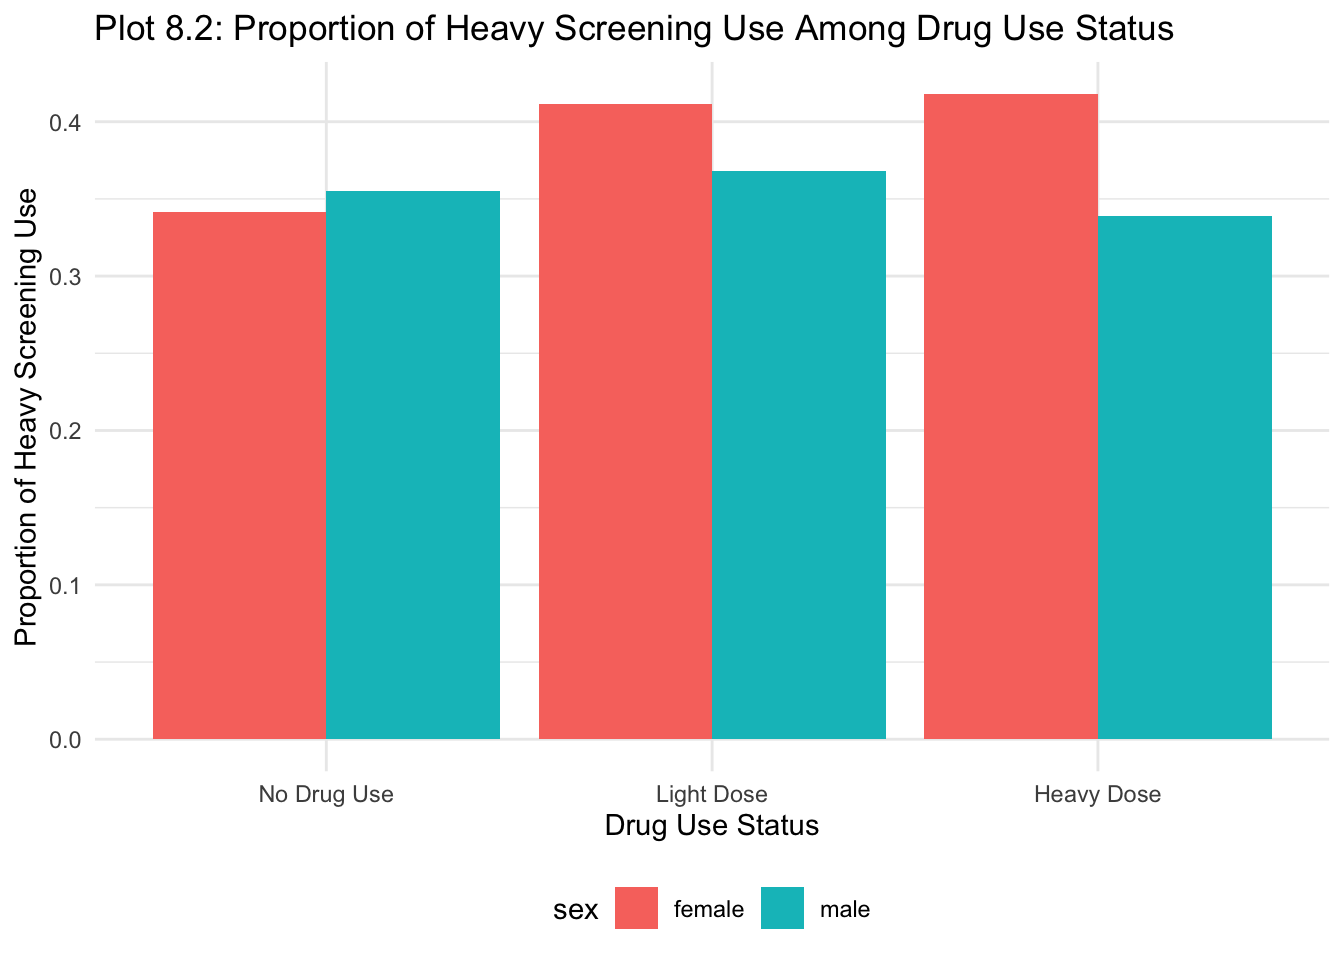 Plot 8.2: Proportion of Heavy Screening Use Among Drug Use Status
Proportion of Heavy Screening Use
0.4
0.3
0.2
0.1
0.0
No Drug Use
Light Dose
Heavy Dose
Drug Use Status
sex
female
male